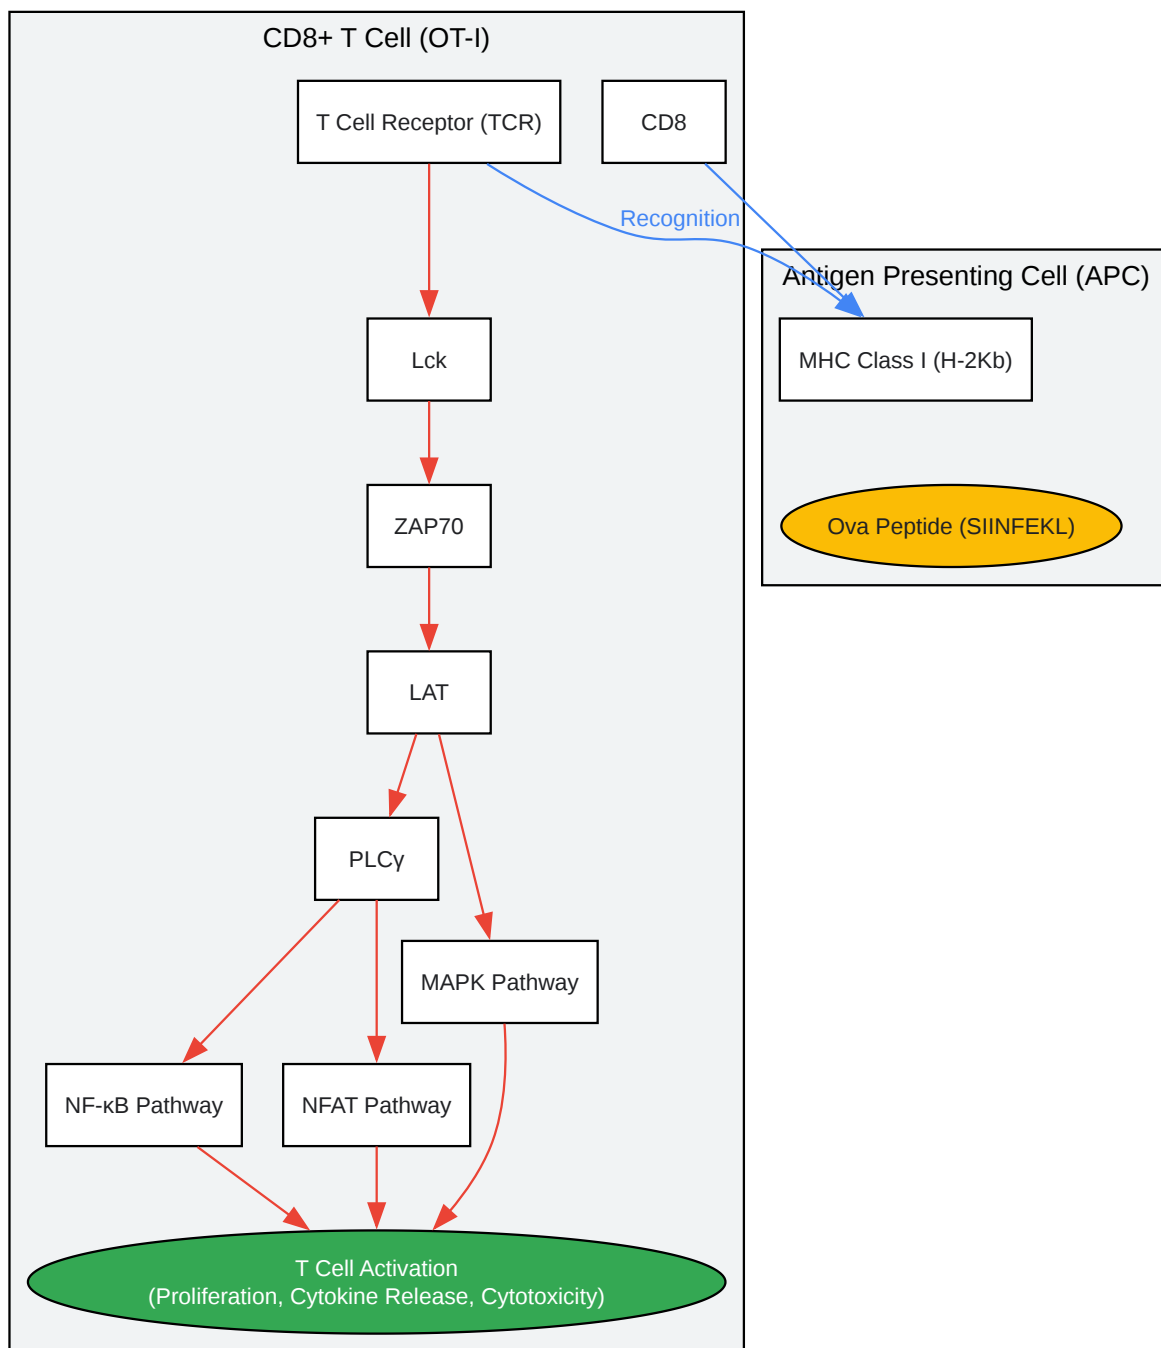 CD8+ T Cell (OT-I)
T Cell Receptor (TCR)
CD8
Recognition
Antigen Presenting Cell (APC)
MHC Class I (H-2Kb)
Lck
ZAP70
Ova Peptide (SIINFEKL)
LAT
PLCγ
MAPK Pathway
NF-κB Pathway
NFAT Pathway
T Cell Activation
(Proliferation, Cytokine Release, Cytotoxicity)